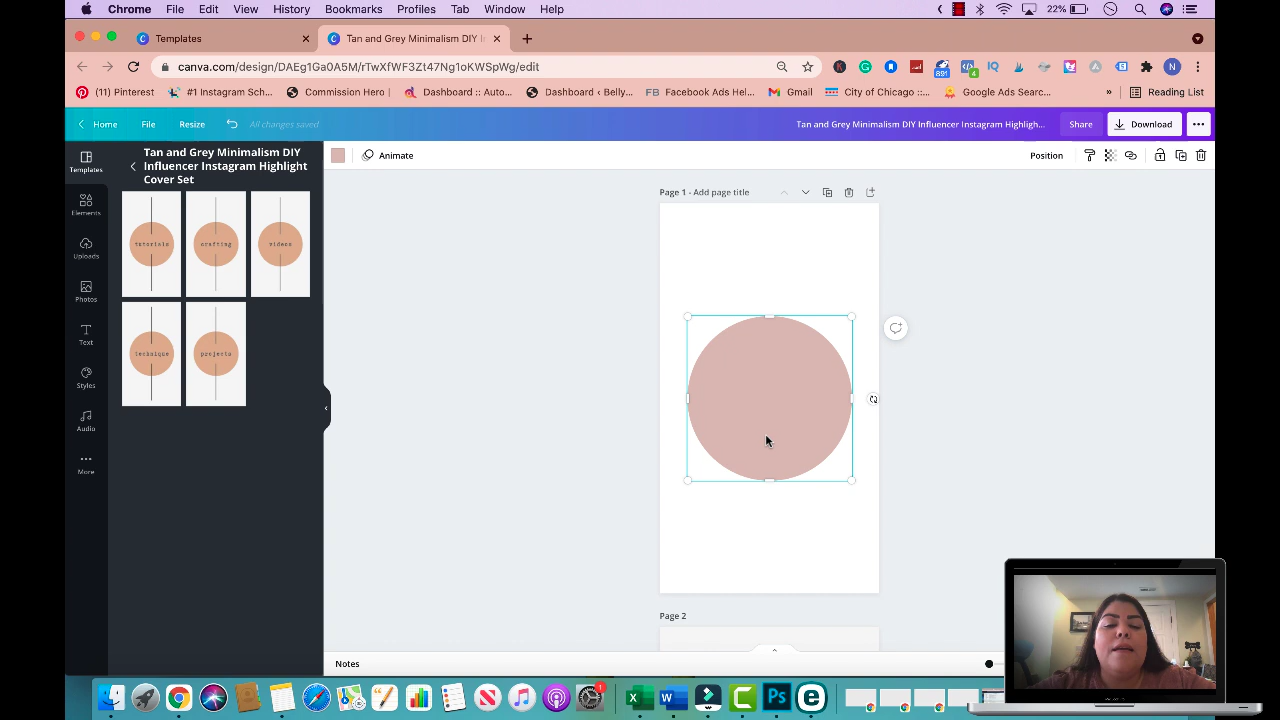 Chrome File Edit View History Bookmarks Profiles Tab Window Help 22%
Templates Tan and Grey Minimalism DIY I
canva.com/design/DAEg1Ga0A5M/rTwXfWF3Zt47Ng1oKWSpWg/edit
891 4
(11) Pinterest #1 Instagram Sch... Commission Hero | Dashboard :: Auto... Dashboard ‹ Belly... FB Facebook Ads Hel... Gmail City of Chicago ::... Google Ads Searc... » Reading List
Home File Resize All changes saved Tan and Grey Minimalism DIY Influencer Instagram Highligh... Share Download
Animate Position
Templates
Elements
Uploads
Photos
Text
Styles
Audio
More
Tan and Grey Minimalism DIY
Influencer Instagram Highlight
Cover Set
tutorials crafting videos
technique projects
Page 1 - Add page title
Page 2
Notes
1
Ps